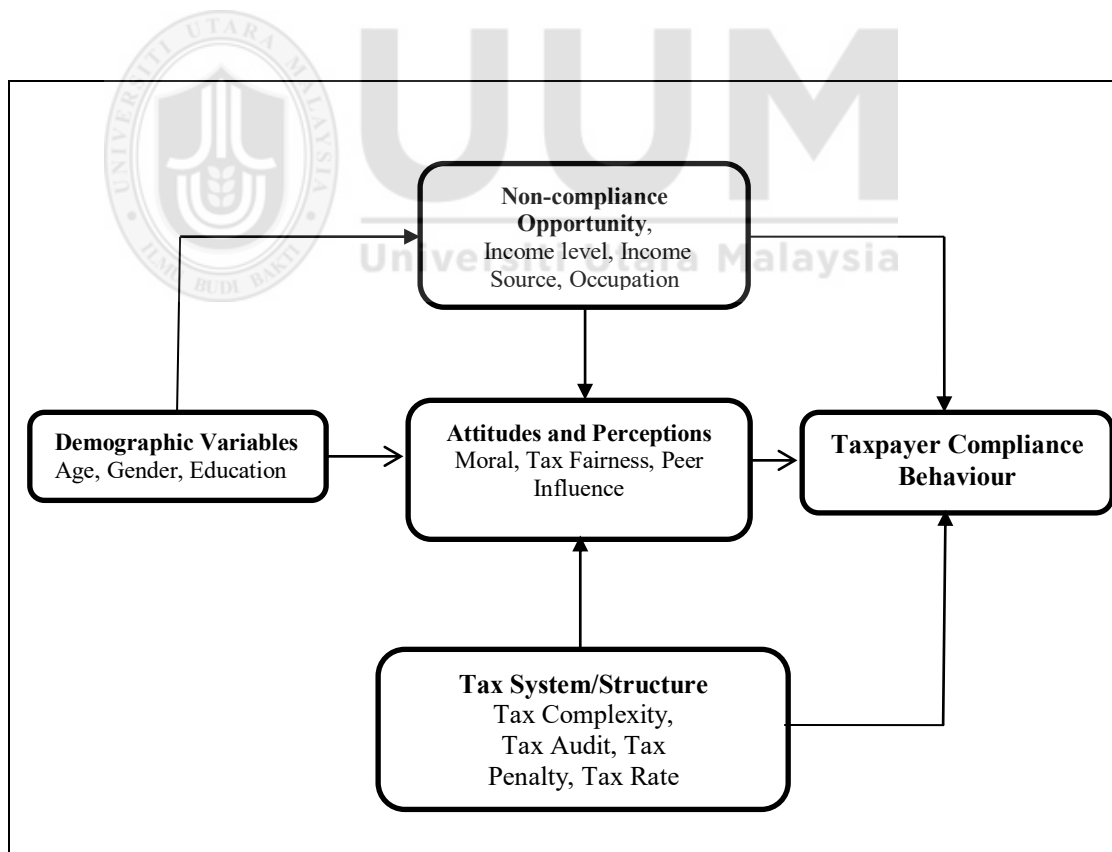 UNIVERSITI UTARA MALAYSIA
ILMU BUDI BAKTI
UUM
Universiti Utara Malaysia
Non-compliance
Opportunity,
Income level, Income
Source, Occupation
Demographic Variables
Age, Gender, Education
Attitudes and Perceptions
Moral, Tax Fairness, Peer
Influence
Taxpayer Compliance
Behaviour
Tax System/Structure
Tax Complexity,
Tax Audit, Tax
Penalty, Tax Rate